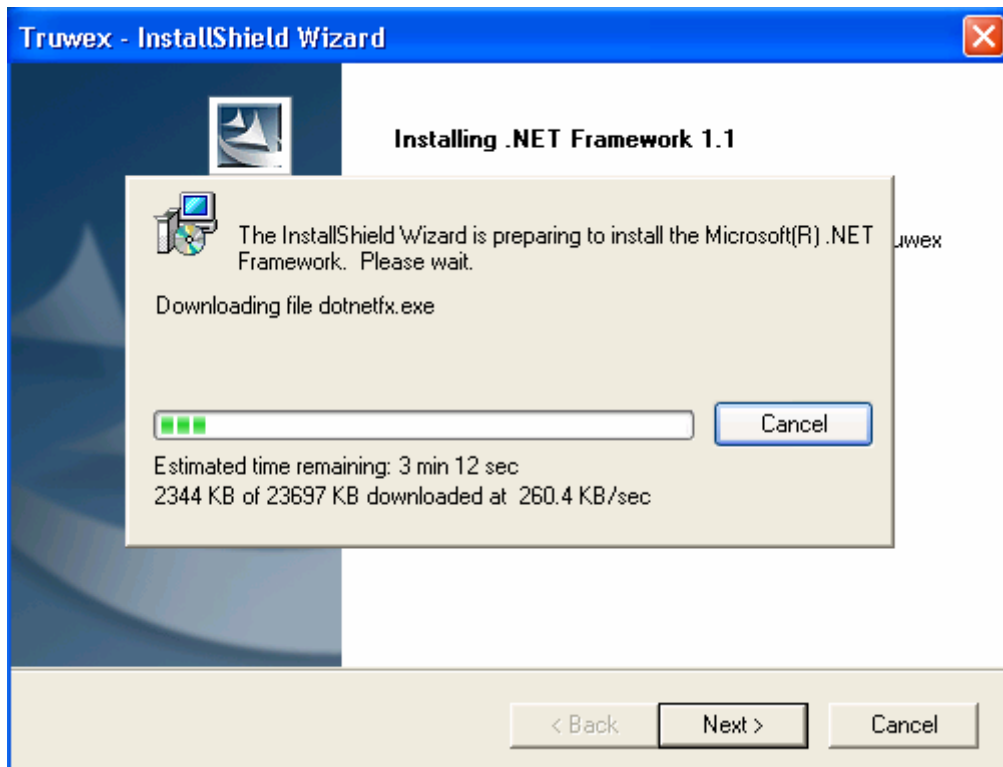 Truwex - InstallShield Wizard
Installing .NET Framework 1.1
The InstallShield Wizard is preparing to install the Microsoft(R) .NET
Framework.  Please wait.
Downloading file dotnetfx.exe
Cancel
Estimated time remaining: 3 min 12 sec
2344 KB of 23697 KB downloaded at  260.4 KB/sec
< Back
Next >
Cancel